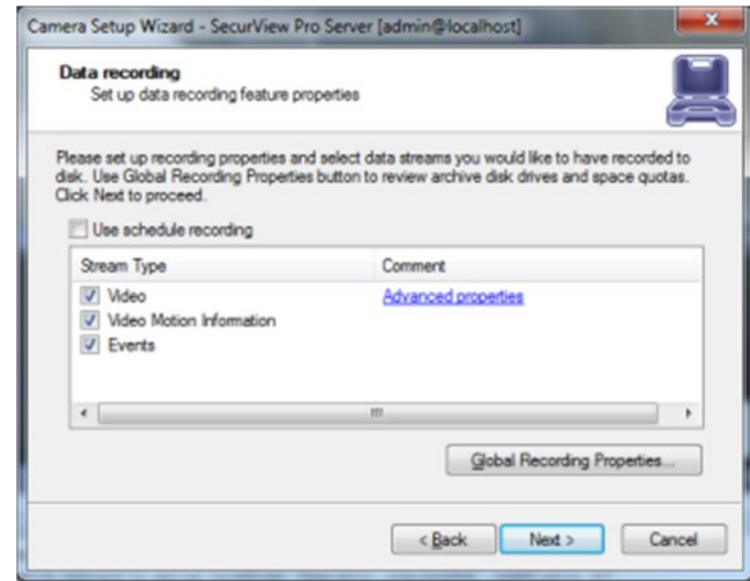 Camera Setup Wizard - SecurView Pro Server [admin@localhost]
Data recording
Set up data recording feature properties
Please set up recording properties and select data streams you would like to have recorded to
disk. Use Global Recording Properties button to review archive disk drives and space quotas.
Click Next to proceed.
Use schedule recording
Stream Type Comment
Video Advanced properties
Video Motion Information
Events
Global Recording Properties...
< Back Next > Cancel